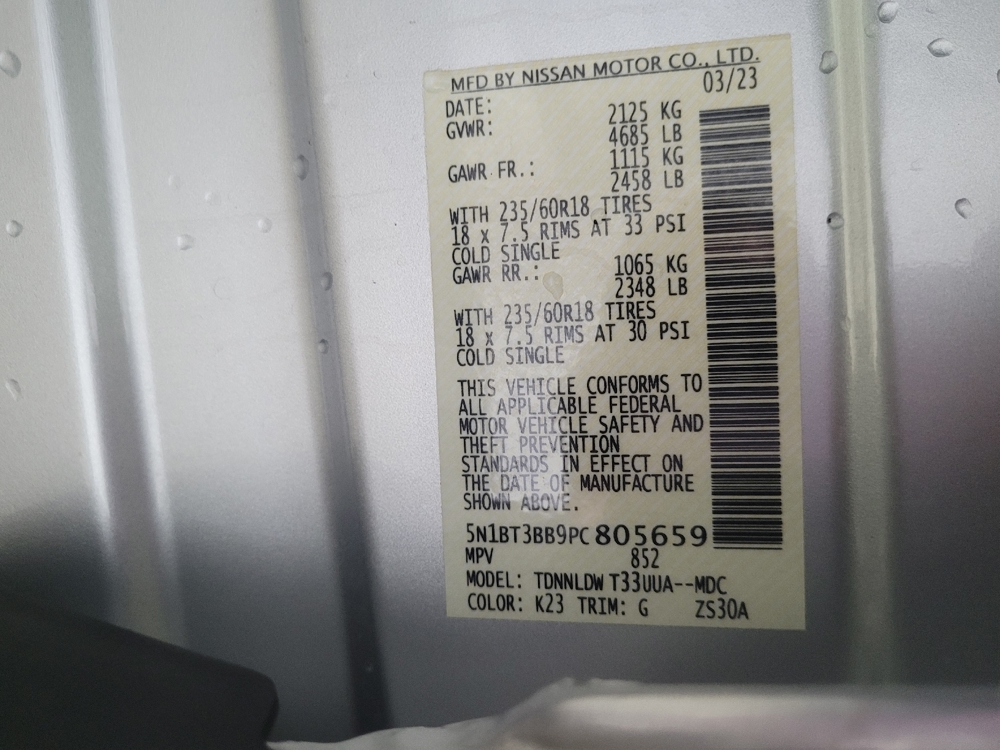 MFD BY NISSAN MOTOR CO., LTD.
DATE: 03/23
GVWR: 2125 KG
4685 LB
GAWR FR.: 1115 KG
2458 LB
WITH 235/60R18 TIRES
18 x 7.5 RIMS AT 33 PSI
COLD SINGLE
GAWR RR.: 1065 KG
2348 LB
WITH 235/60R18 TIRES
18 x 7.5 RIMS AT 30 PSI
COLD SINGLE
THIS VEHICLE CONFORMS TO
ALL APPLICABLE FEDERAL
MOTOR VEHICLE SAFETY AND
THEFT PREVENTION
STANDARDS IN EFFECT ON
THE DATE OF MANUFACTURE
SHOWN ABOVE.
5N1BT3BB9PC805659
MPV 852
MODEL: TDNNLDW T33UUA--MDC
COLOR: K23 TRIM: G ZS30A